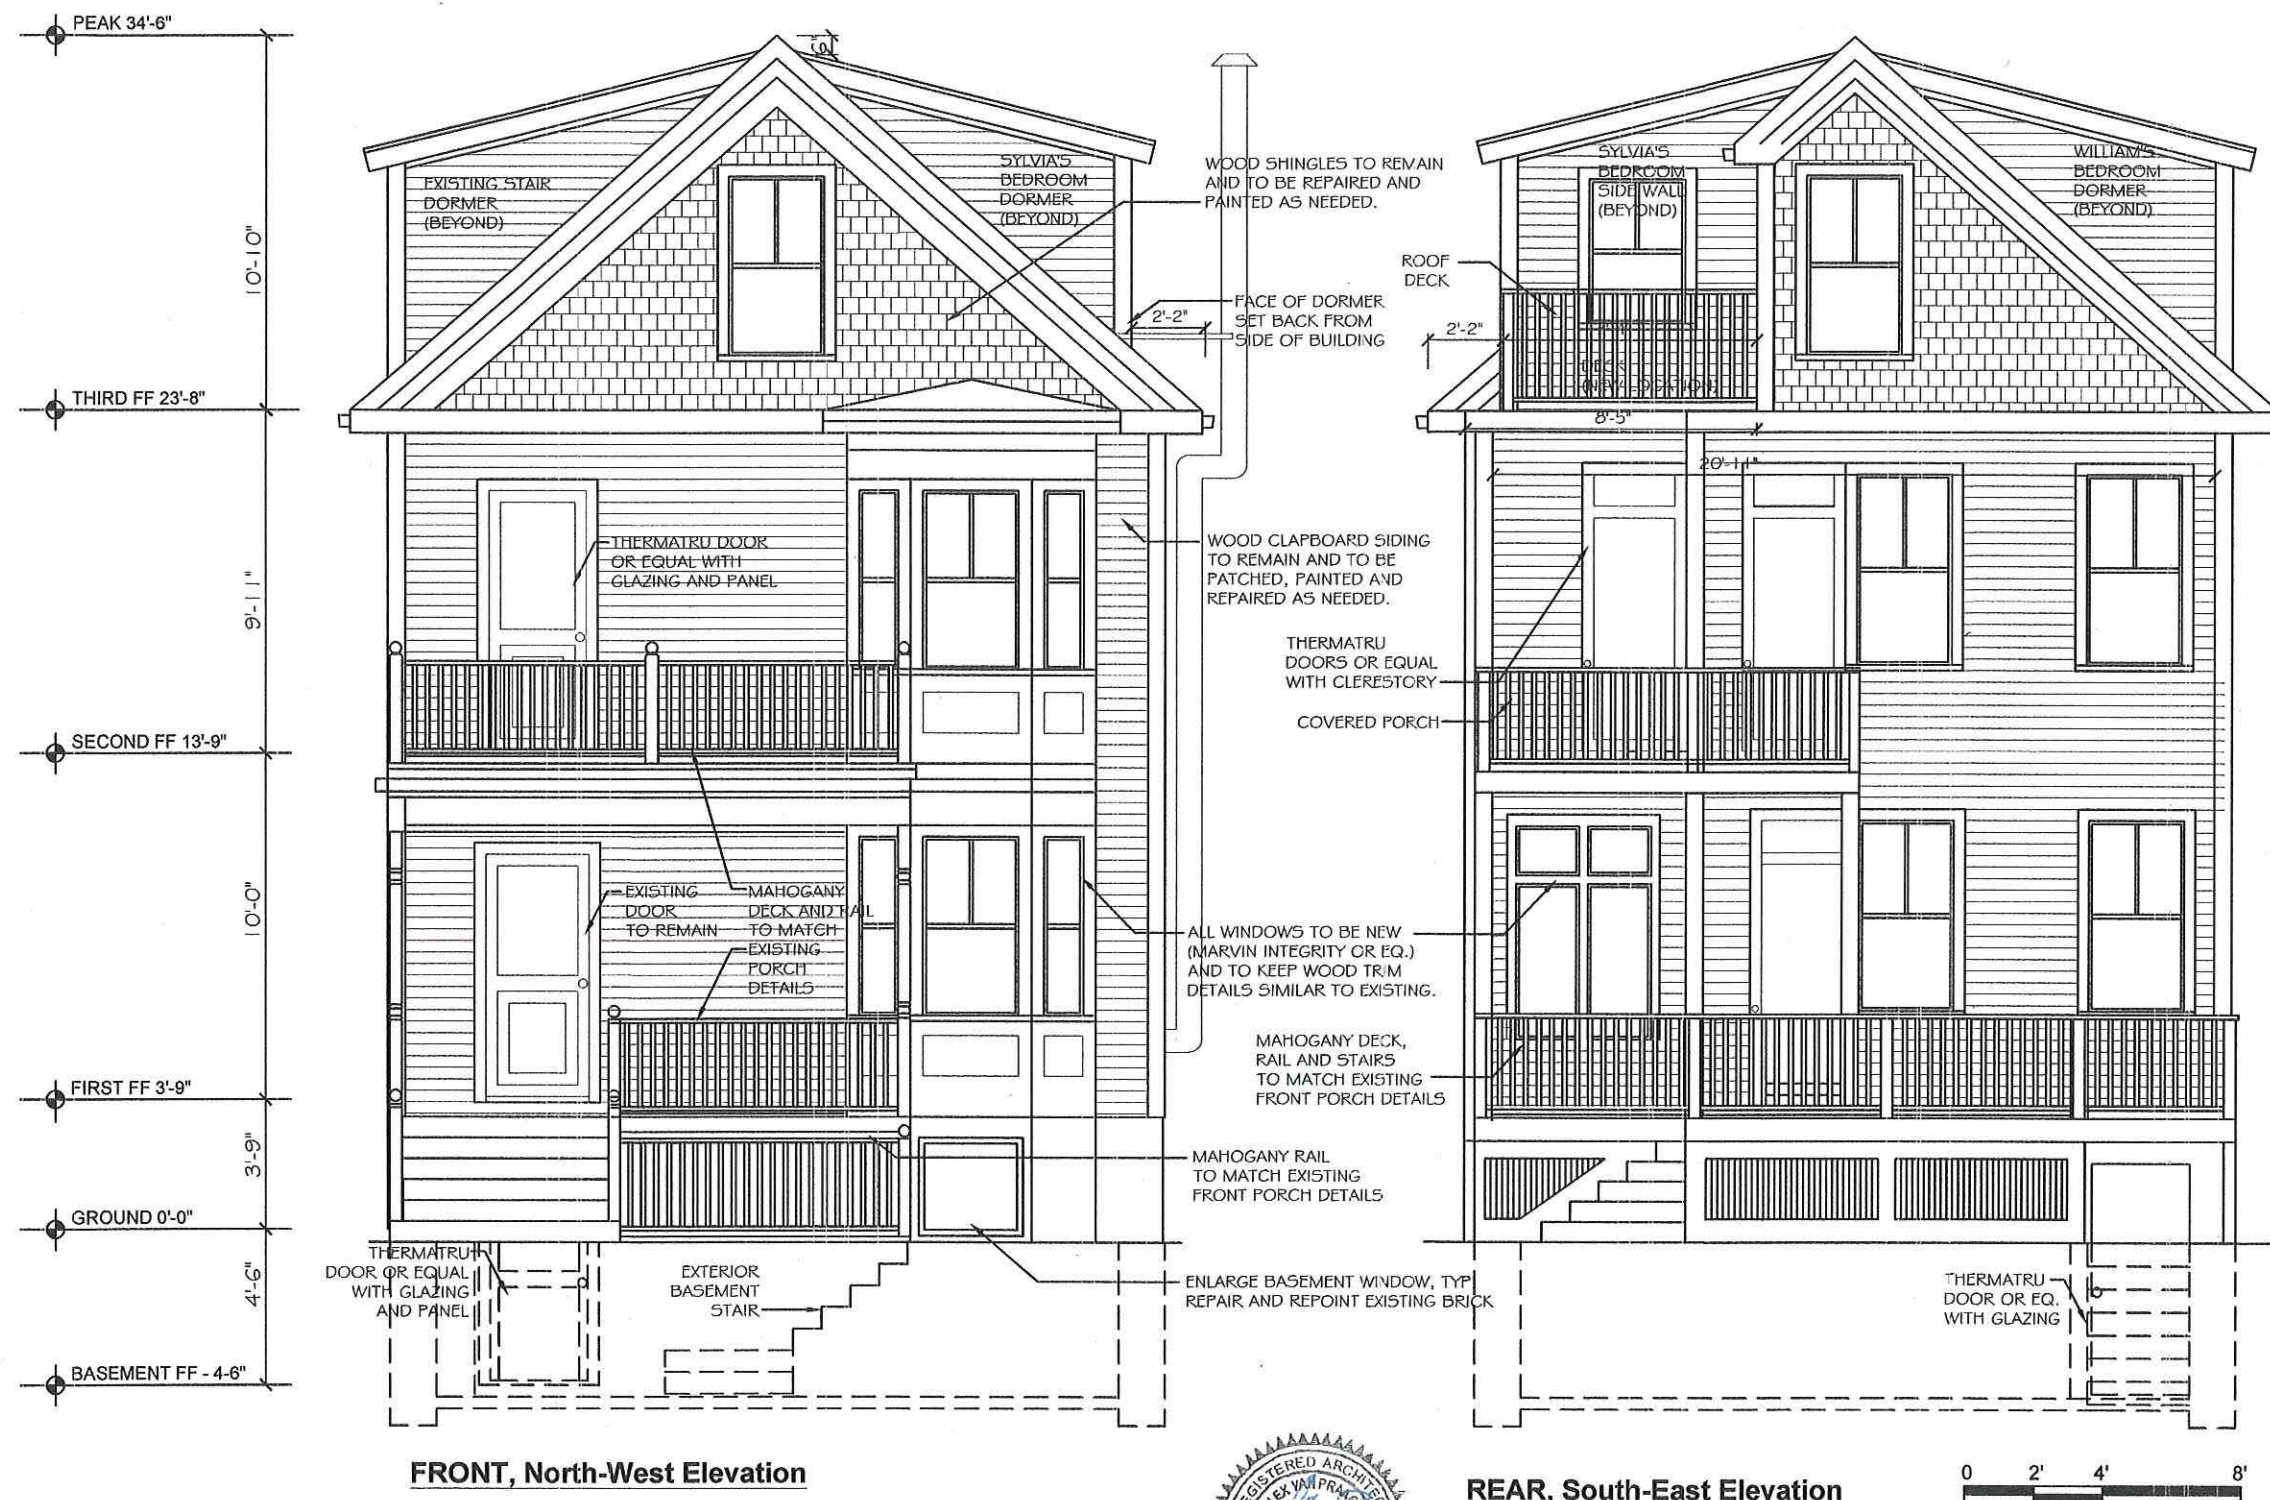 PEAK 34'-6"
10'-10"
THIRD FF 23'-8"
9'-11"
SECOND FF 13'-9"
10'-0"
FIRST FF 3'-9"
3'-9"
GROUND 0'-0"
4'-6"
BASEMENT FF - 4-6"
6"
EXISTING STAIR
DORMER
(BEYOND)
SYLVIA'S
BEDROOM
DORMER
(BEYOND)
WOOD SHINGLES TO REMAIN
AND TO BE REPAIRED AND
PAINTED AS NEEDED.
2'-2"
FACE OF DORMER
SET BACK FROM
SIDE OF BUILDING
THERMATRU DOOR
OR EQUAL WITH
GLAZING AND PANEL
WOOD CLAPBOARD SIDING
TO REMAIN AND TO BE
PATCHED, PAINTED AND
REPAIRED AS NEEDED.
EXISTING
DOOR
TO REMAIN
MAHOGANY
DECK AND RAIL
TO MATCH
EXISTING
PORCH
DETAILS
ALL WINDOWS TO BE NEW
(MARVIN INTEGRITY OR EQ.)
AND TO KEEP WOOD TRIM
DETAILS SIMILAR TO EXISTING.
MAHOGANY RAIL
TO MATCH EXISTING
FRONT PORCH DETAILS
THERMATRU
DOOR OR EQUAL
WITH GLAZING
AND PANEL
EXTERIOR
BASEMENT
STAIR
ENLARGE BASEMENT WINDOW, TYP
REPAIR AND REPOINT EXISTING BRICK
FRONT, North-West Elevation
SYLVIA'S
BEDROOM
SIDE WALL
(BEYOND)
WILLIAM'S
BEDROOM
DORMER
(BEYOND)
ROOF
DECK
2'-2"
DECK
(NEW LOCATION)
8'-5"
20'-11"
THERMATRU
DOORS OR EQUAL
WITH CLERESTORY
COVERED PORCH
MAHOGANY DECK,
RAIL AND STAIRS
TO MATCH EXISTING
FRONT PORCH DETAILS
THERMATRU
DOOR OR EQ.
WITH GLAZING
REAR, South-East Elevation
0 2' 4' 8'